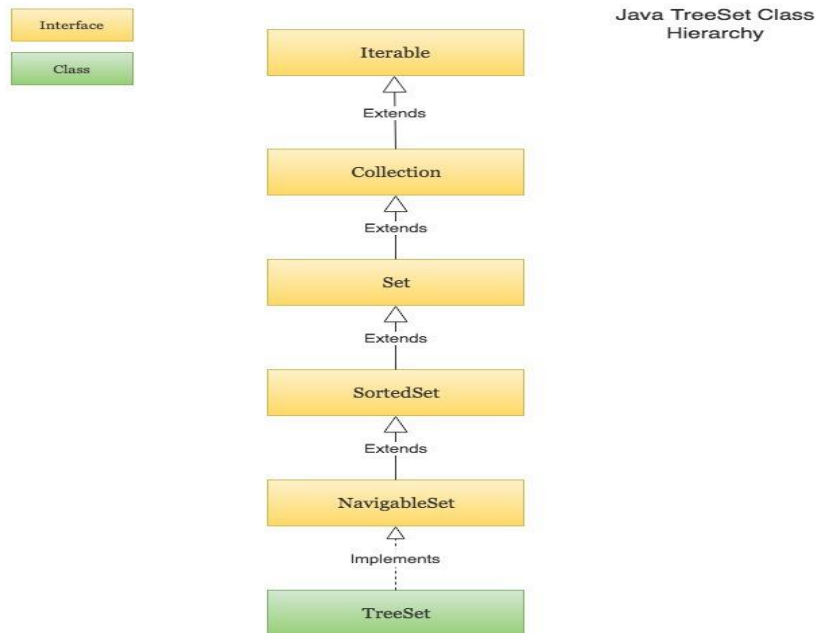 Interface
Class
Java TreeSet Class
Hierarchy
Iterable
Extends
Collection
Extends
Set
Extends
SortedSet
Extends
NavigableSet
Implements
TreeSet